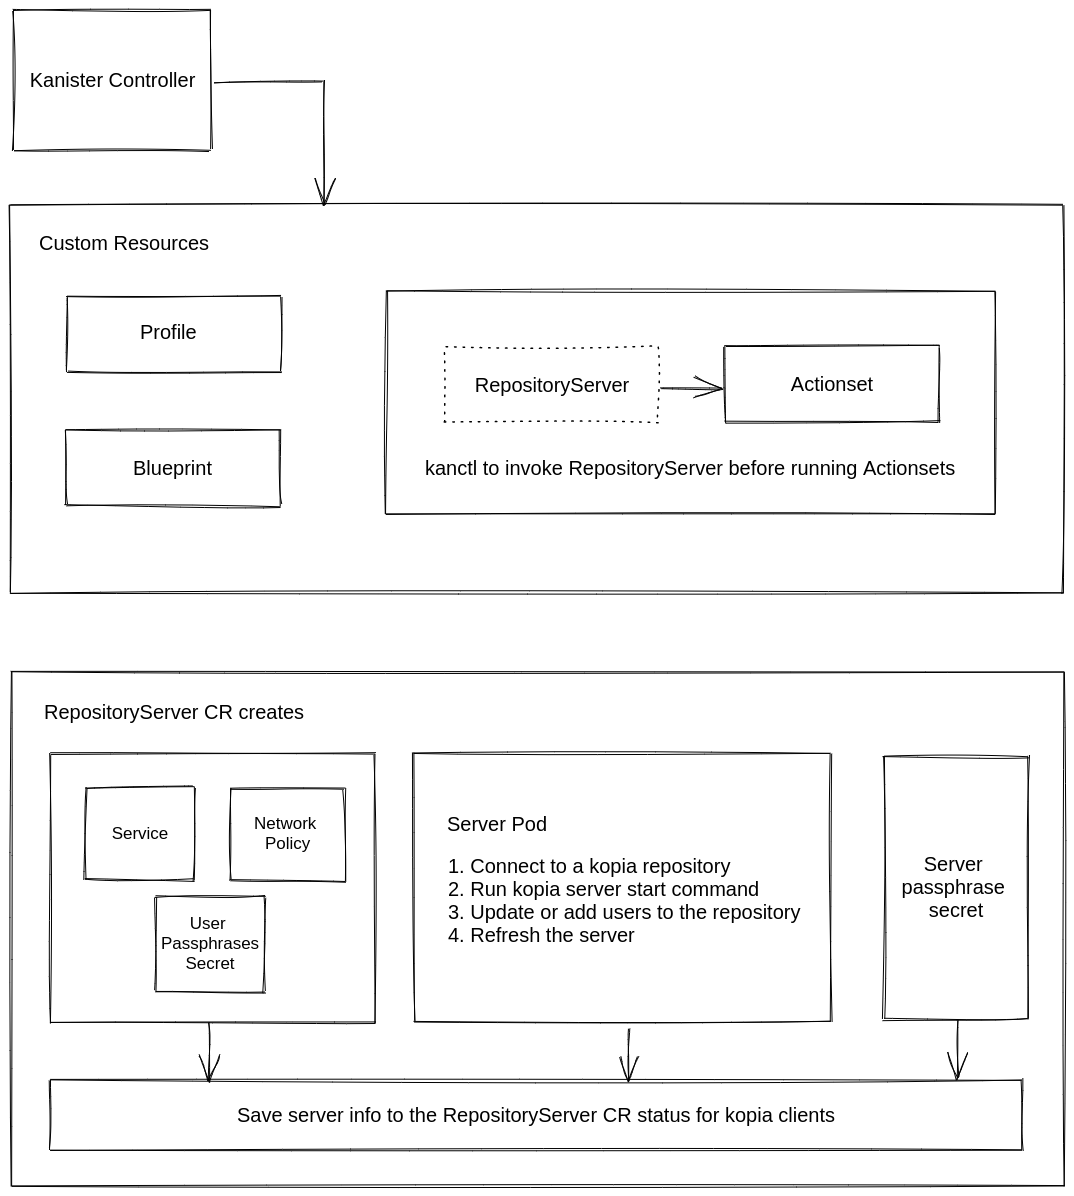 Kanister Controller
Custom Resources
Profile
Blueprint
RepositoryServer
Actionset
kanctl to invoke RepositoryServer before running Actionsets
RepositoryServer CR creates
Service
Network
Policy
User
Passphrases
Secret
Server Pod
1. Connect to a kopia repository
2. Run kopia server start command
3. Update or add users to the repository
4. Refresh the server
Server
passphrase
secret
Save server info to the RepositoryServer CR status for kopia clients